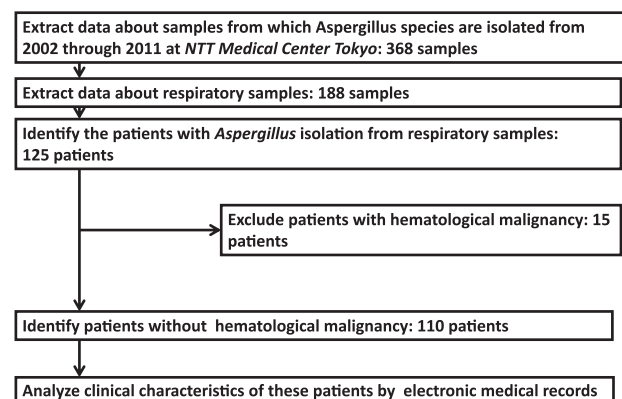 Extract data about samples from which Aspergillus species are isolated from
2002 through 2011 at NTT Medical Center Tokyo: 368 samples
Extract data about respiratory samples: 188 samples
Identify the patients with Aspergillus isolation from respiratory samples:
125 patients
Exclude patients with hematological malignancy: 15
patients
Identify patients without hematological malignancy: 110 patients
Analyze clinical characteristics of these patients by electronic medical records